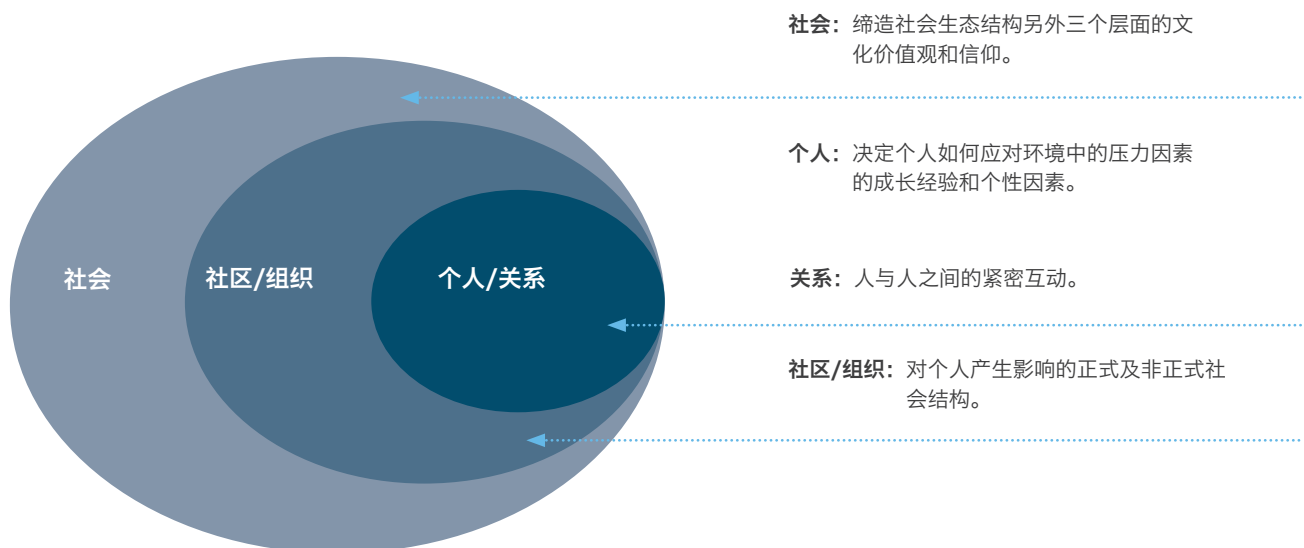 社会：缔造社会生态结构另外三个层面的文
化价值观和信仰。
个人：决定个人如何应对环境中的压力因素
的成长经验和个性因素。
社会
社区/组织
个人/关系
关系：人与人之间的紧密互动。
社区/组织：对个人产生影响的正式及非正式社
会结构。